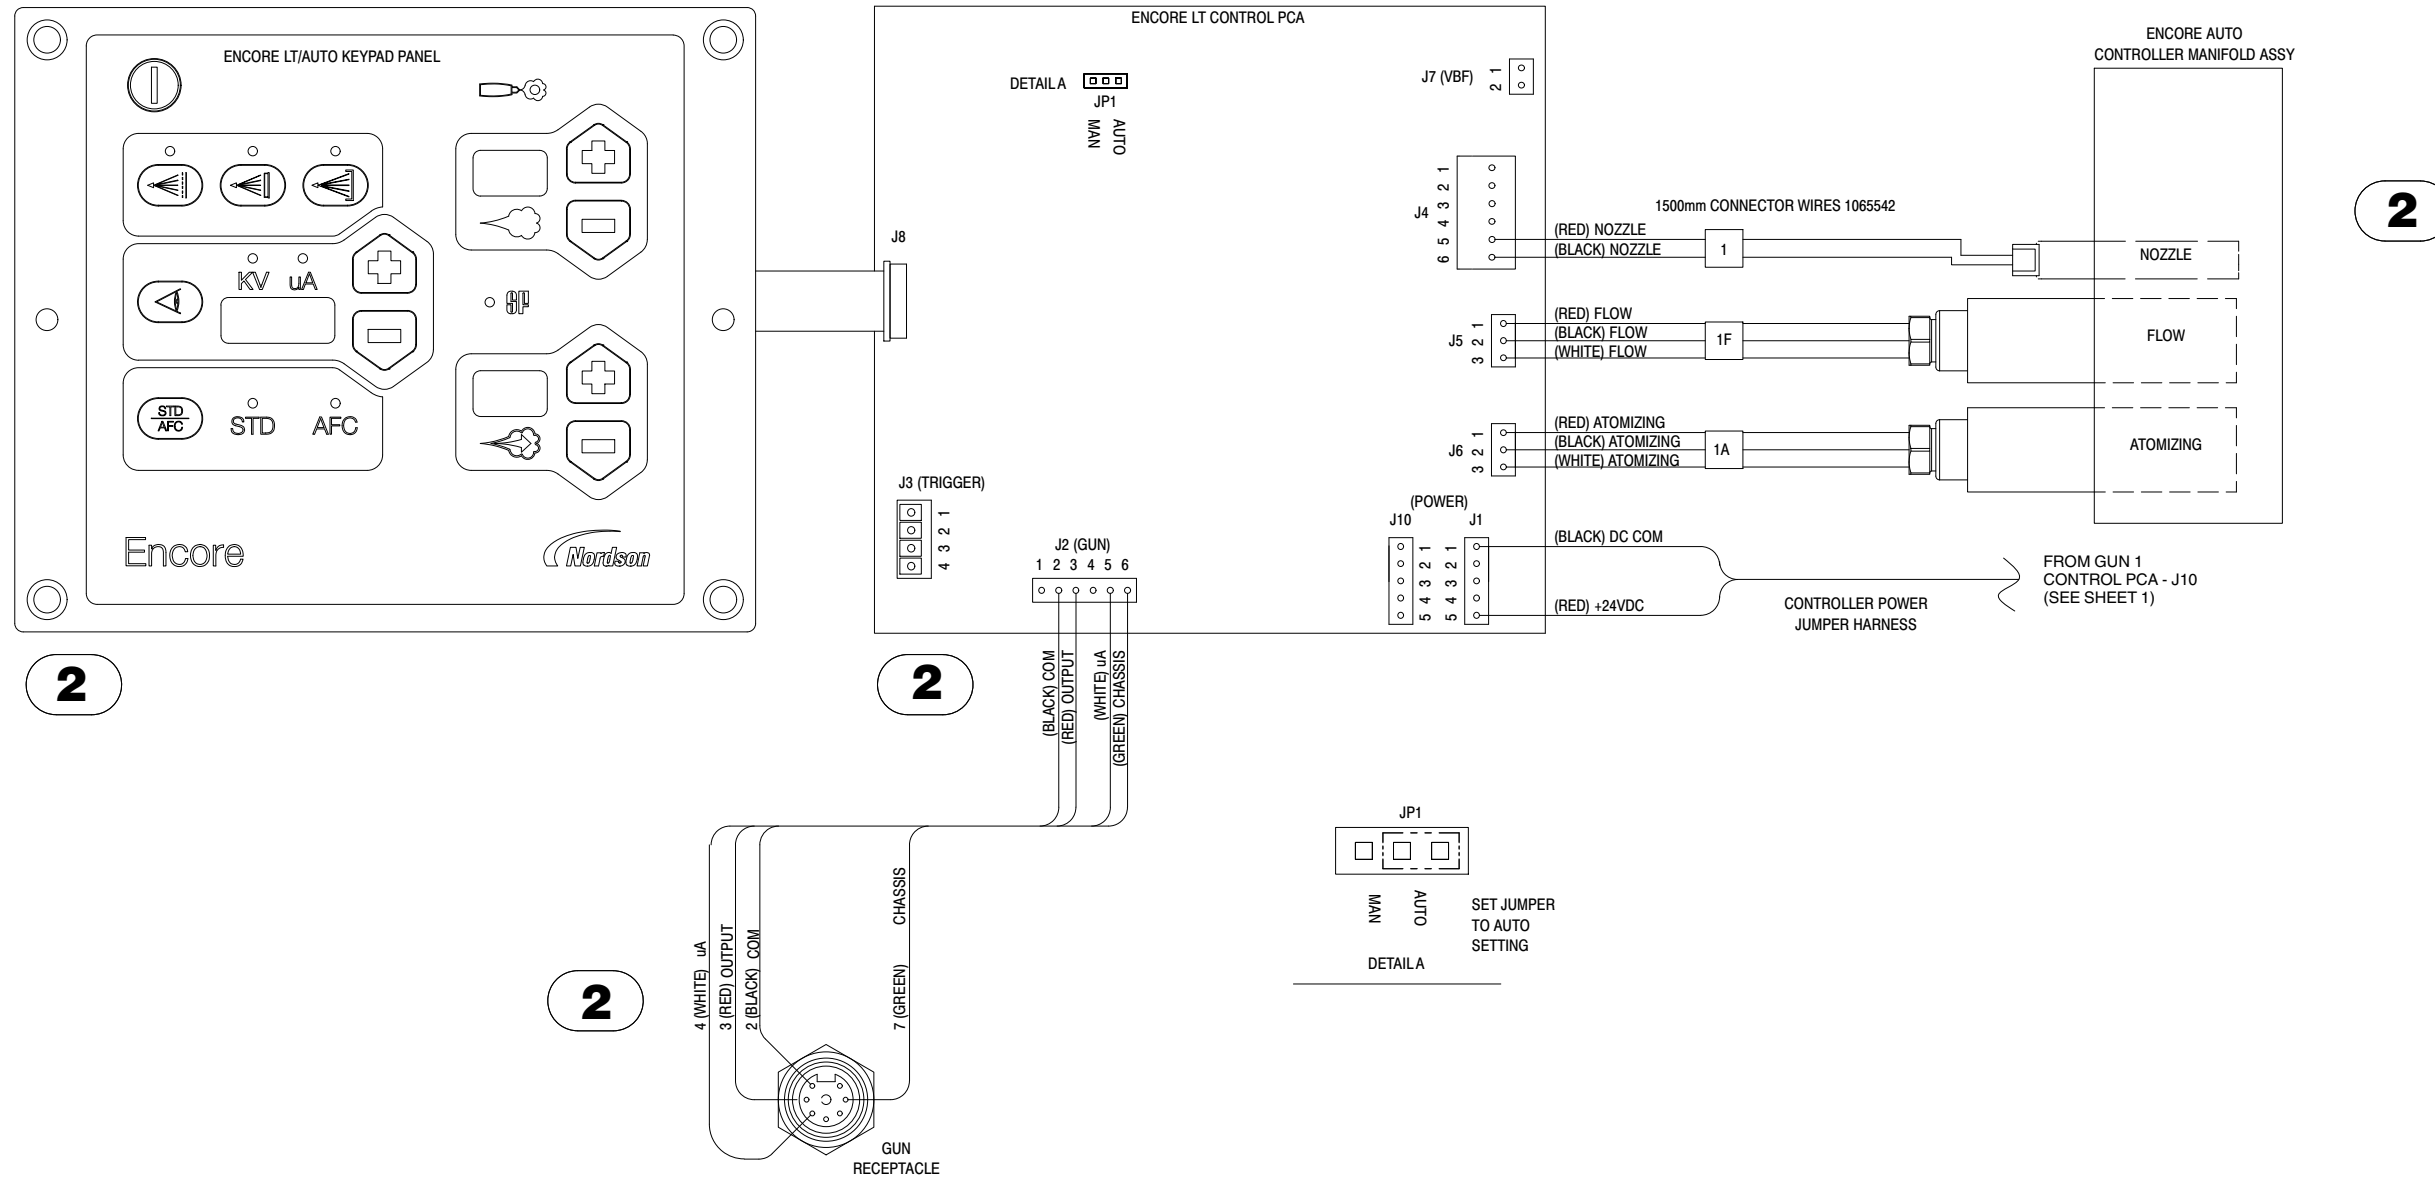 ENCORE LT/AUTO KEYPAD PANEL
KV uA
SP
STD
AFC
STD AFC
Encore
Nordson
2
ENCORE LT CONTROL PCA
DETAIL A
JP1
MAN
AUTO
J7 (VBF)
1
2
J8
J4
1
2
3
4
5
6
J5
1
2
3
J6
1
2
3
J3 (TRIGGER)
1
2
3
4
J2 (GUN)
1 2 3 4 5 6
(POWER)
J10 J1
1 1
2 2
3 3
4 4
5 5
2
1500mm CONNECTOR WIRES 1065542
(RED) NOZZLE
(BLACK) NOZZLE
1
(RED) FLOW
(BLACK) FLOW
(WHITE) FLOW
1F
(RED) ATOMIZING
(BLACK) ATOMIZING
(WHITE) ATOMIZING
1A
(BLACK) DC COM
(RED) +24VDC
CONTROLLER POWER
JUMPER HARNESS
FROM GUN 1
CONTROL PCA - J10
(SEE SHEET 1)
ENCORE AUTO
CONTROLLER MANIFOLD ASSY
NOZZLE
FLOW
ATOMIZING
2
(BLACK) COM
(RED) OUTPUT
(WHITE) uA
(GREEN) CHASSIS
4 (WHITE) uA
3 (RED) OUTPUT
2 (BLACK) COM
7 (GREEN) CHASSIS
2
GUN
RECEPTACLE
JP1
MAN
AUTO
SET JUMPER
TO AUTO
SETTING
DETAIL A